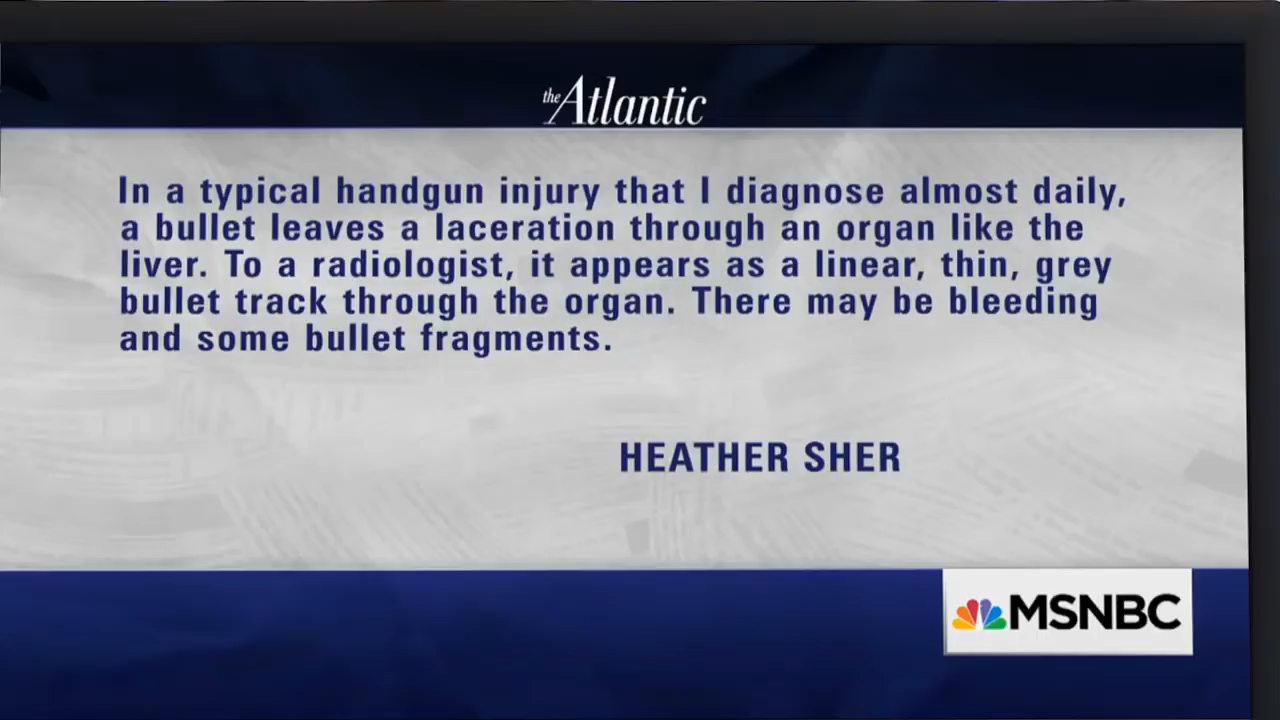 the Atlantic
In a typical handgun injury that I diagnose almost daily,
a bullet leaves a laceration through an organ like the
liver. To a radiologist, it appears as a linear, thin, grey
bullet track through the organ. There may be bleeding
and some bullet fragments.
HEATHER SHER
MSNBC